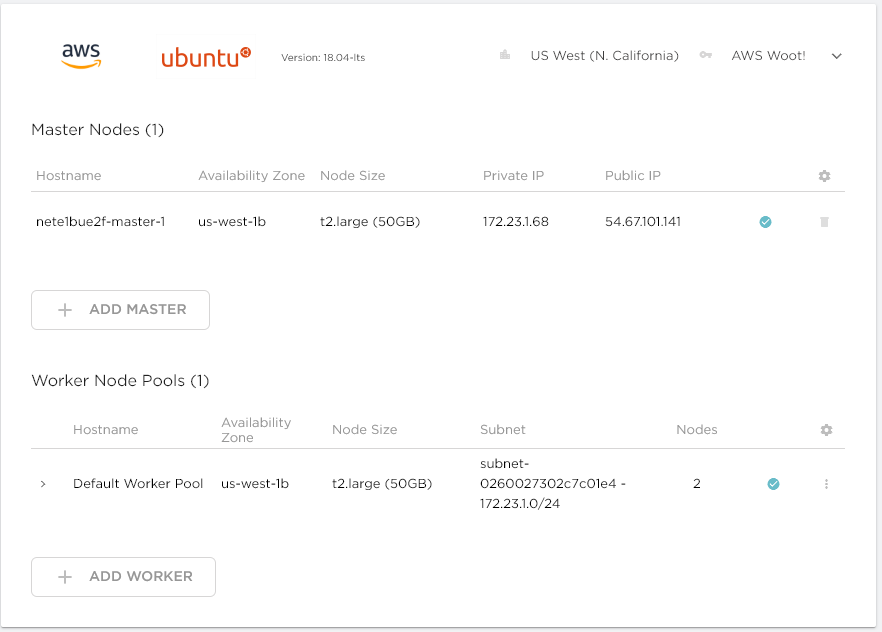 aws
ubuntu
Version: 18.04-lts
US West (N. California)
AWS Woot!
Master Nodes (1)
Hostname Availability Zone Node Size Private IP Public IP
nete1bue2f-master-1 us-west-1b t2.large (50GB) 172.23.1.68 54.67.101.141
ADD MASTER
Worker Node Pools (1)
Hostname Availability Zone Node Size Subnet Nodes
Default Worker Pool us-west-1b t2.large (50GB) subnet-
0260027302c7c01e4 -
172.23.1.0/24
2
ADD WORKER